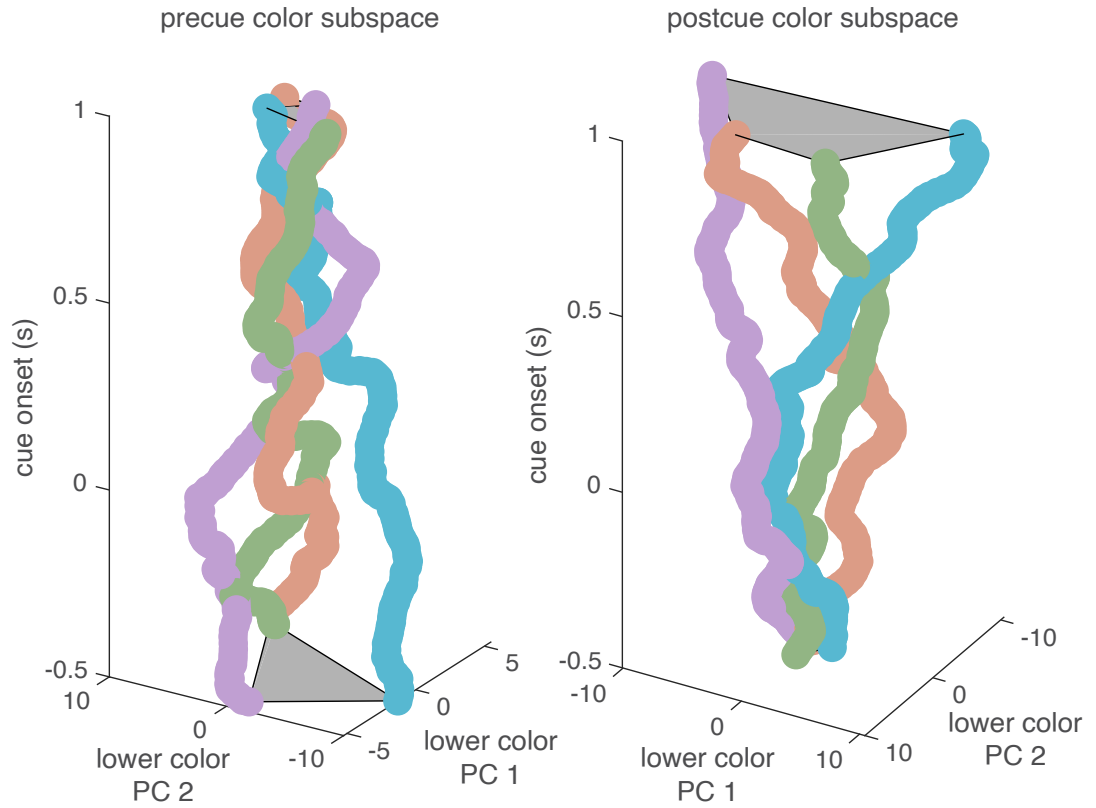 precue color subspace
postcue color subspace
1
0.5
0
-0.5
cue onset (s)
10
0
-10
lower color
PC 2
-5
0
5
lower color
PC 1
1
0.5
0
-0.5
cue onset (s)
-10
0
10
lower color
PC 1
10
0
-10
lower color
PC 2